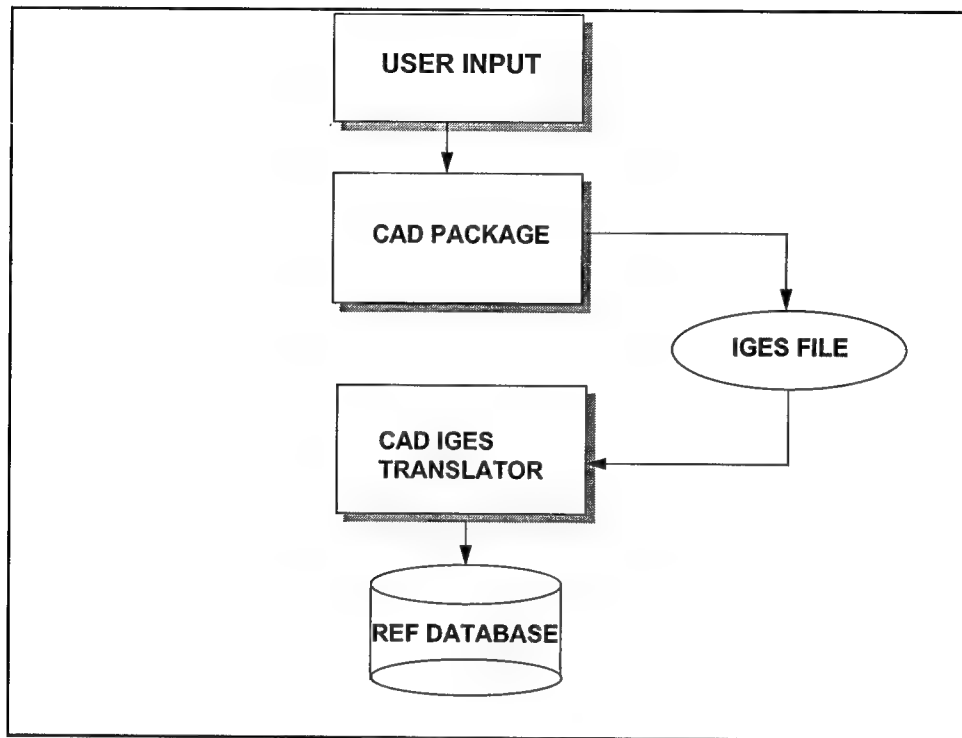 USER INPUT
CAD PACKAGE
IGES FILE
CAD IGES
TRANSLATOR
REF DATABASE